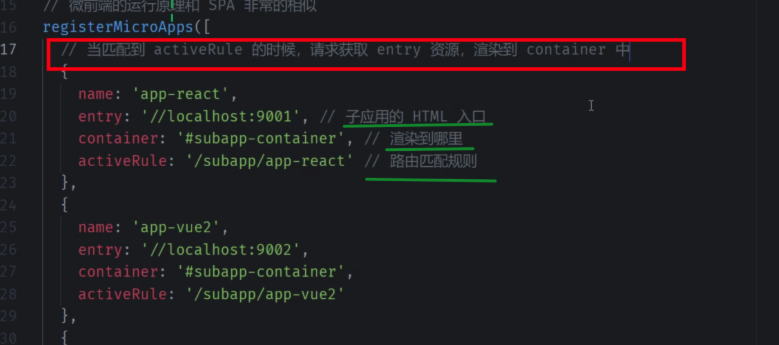 15 // 微前端的运行原理和 SPA 非常的相似
16 registerMicroApps([
17 // 当匹配到 activeRule 的时候，请求获取 entry 资源，渲染到 container 中
18 {
19 name: 'app-react',
20 entry: '//localhost:9001', // 子应用的 HTML 入口
21 container: '#subapp-container', // 渲染到哪里
22 activeRule: '/subapp/app-react' // 路由匹配规则
23 },
24 {
25 name: 'app-vue2',
26 entry: '//localhost:9002',
27 container: '#subapp-container',
28 activeRule: '/subapp/app-vue2'
29 },
30 {